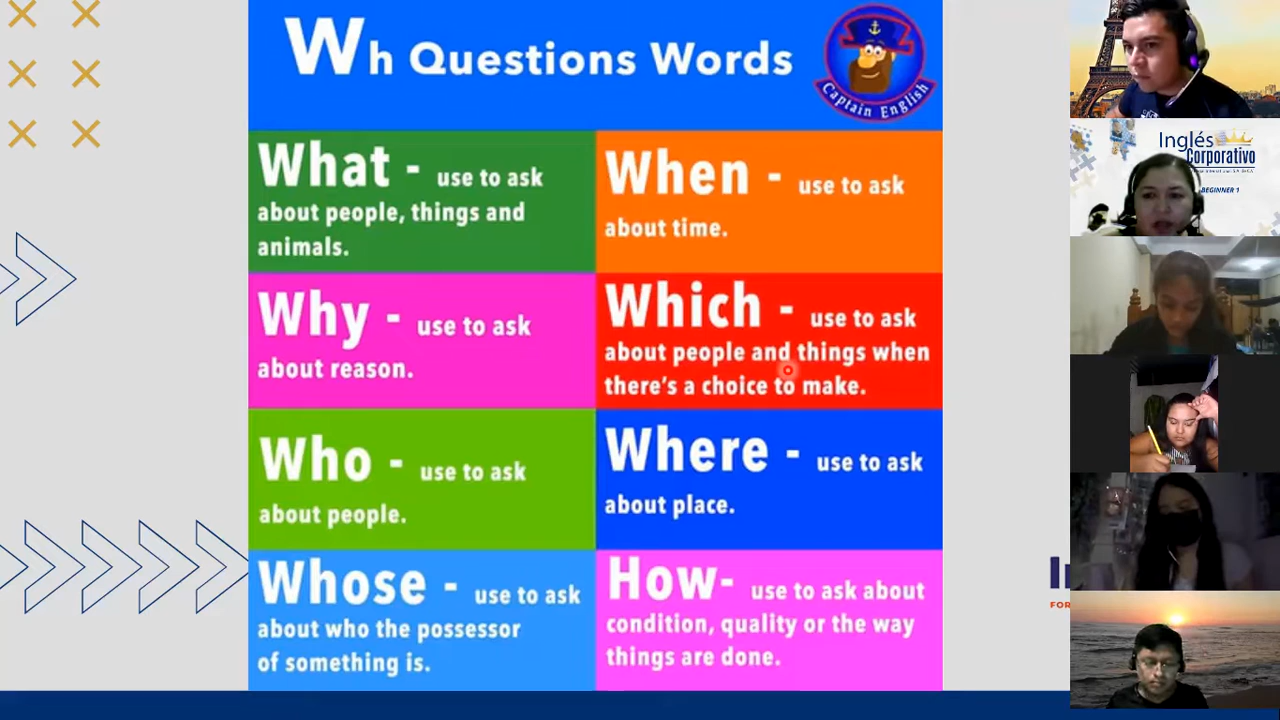 Wh Questions Words
Captain English
What - use to ask
about people, things and
animals.
When - use to ask
about time.
Why - use to ask
about reason.
Which - use to ask
about people and things when
there's a choice to make.
Who - use to ask
about people.
Where - use to ask
about place.
Whose - use to ask
about who the possessor
of something is.
How- use to ask about
condition, quality or the way
things are done.
Inglés
Corporativo
BEGINNER 1
FOR